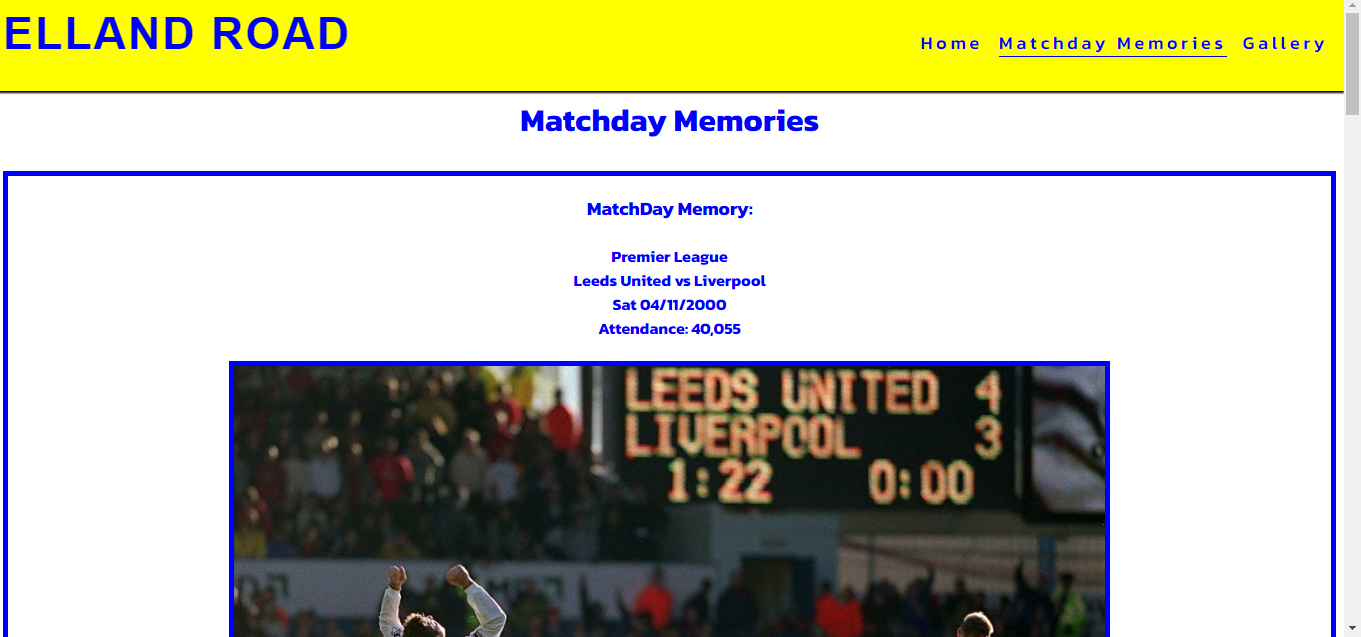 ELLAND ROAD
Home Matchday Memories Gallery
Matchday Memories
MatchDay Memory:
Premier League
Leeds United vs Liverpool
Sat 04/11/2000
Attendance: 40,055
LEEDS UNITED 4
LIVERPOOL 3
1:22 0:00